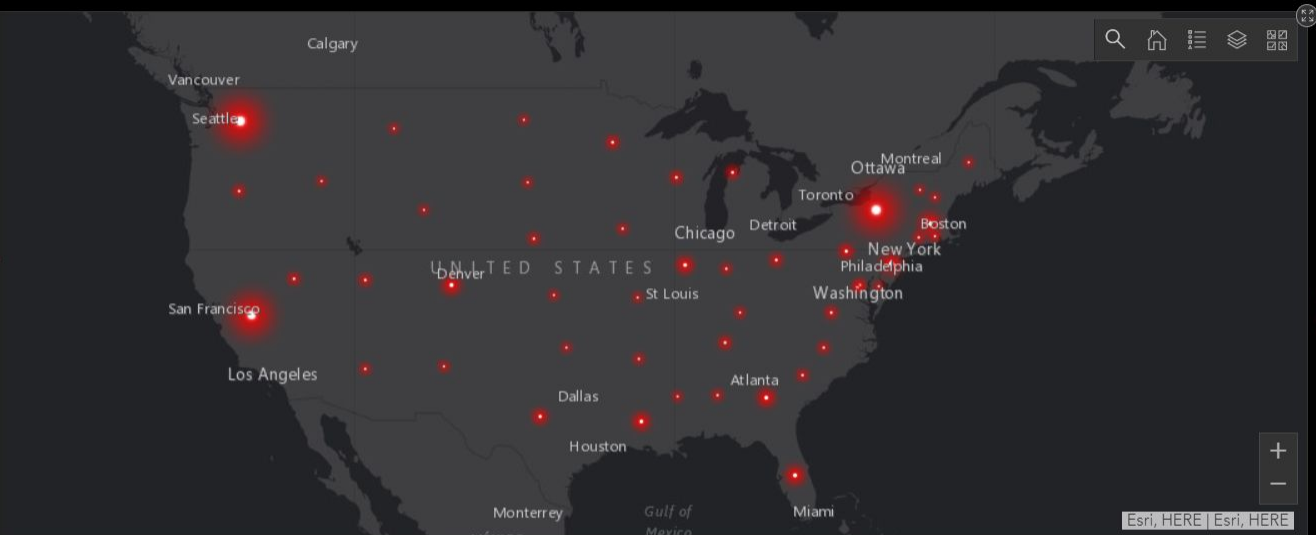 Calgary
Vancouver
Seattle
Montreal
Ottawa
Toronto
Boston
Detroit
Chicago
New York
Philadelphia
UNITED STATES
Denver
St Louis
Washington
San Francisco
Los Angeles
Atlanta
Dallas
Houston
Monterrey
Gulf of
Mexico
Miami
Esri, HERE | Esri, HERE